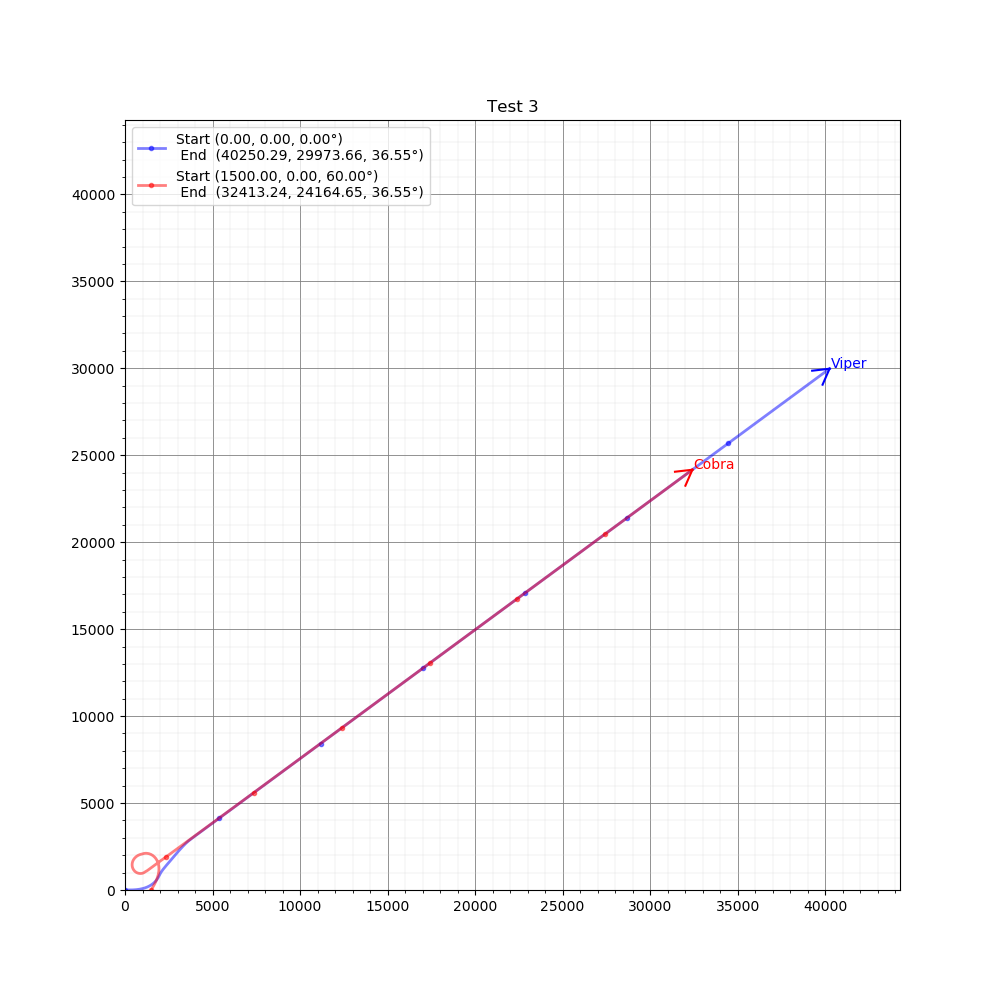 Test 3
Start (0.00, 0.00, 0.00°)
End  (40250.29, 29973.66, 36.55°)
Start (1500.00, 0.00, 60.00°)
End  (32413.24, 24164.65, 36.55°)
40000
35000
30000
25000
20000
15000
10000
5000
0
Viper
Cobra
0 5000 10000 15000 20000 25000 30000 35000 40000